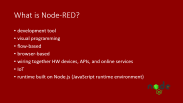 What is Node-RED?
• development tool
• visual programming
• flow-based
• browser-based
• wiring together HW devices, APIs, and online services
• IoT
• runtime built on Node.js (JavaScript runtime environment)